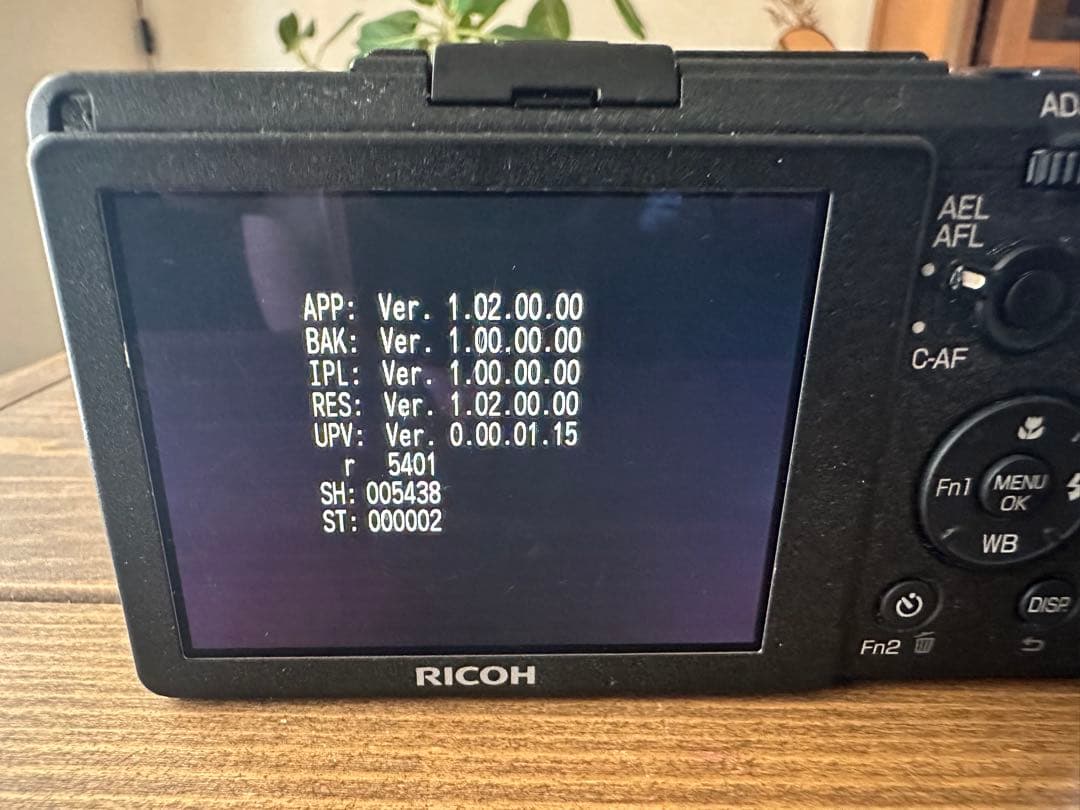 AD
APP: Ver. 1.02.00.00
BAK: Ver. 1.00.00.00
IPL: Ver. 1.00.00.00
RES: Ver. 1.02.00.00
UPV: Ver. 0.00.01.15
r 5401
SH: 005438
ST: 000002
AEL
AFL
C-AF
Fn1
MENU
OK
WB
DISP.
Fn2
RICOH